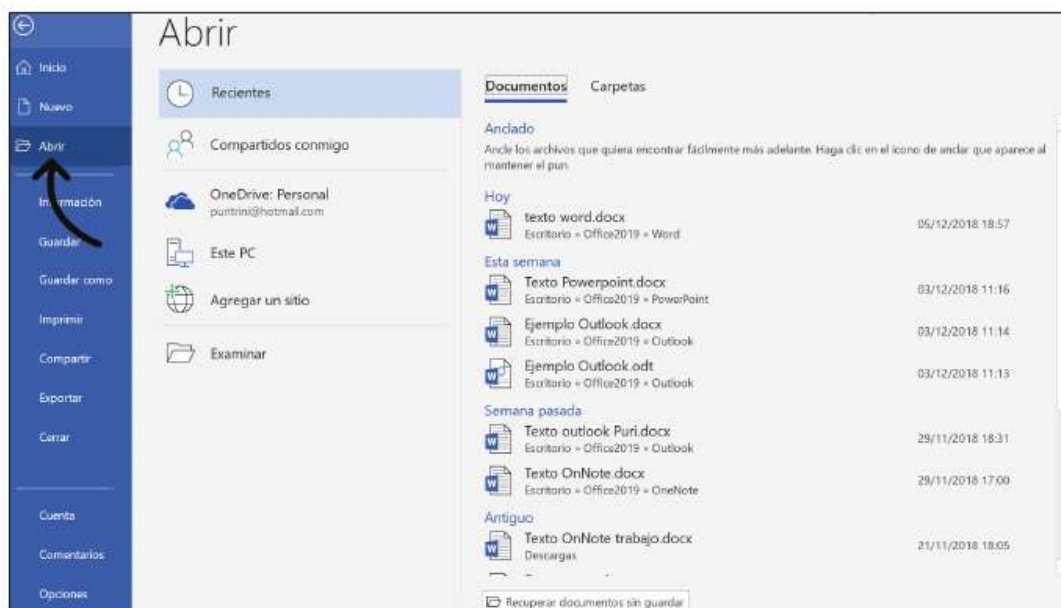 Abrir
Inicio
Nuevo
Abrir
Información
Guardar
Guardar como
Imprimir
Compartir
Exportar
Cerrar
Cuenta
Comentarios
Opciones
Recientes
Compartidos conmigo
OneDrive: Personal
puntrini@hotmail.com
Este PC
Agregar un sitio
Examinar
Documentos Carpetas
Anclado
Ancle los archivos que quiera encontrar fácilmente más adelante. Haga clic en el icono de anclar que aparece al
mantener el pun
Hoy
texto word.docx 05/12/2018 18:57
Escritorio » Office2019 » Word
Esta semana
Texto Powerpoint.docx 03/12/2018 11:16
Escritorio » Office2019 » PowerPoint
Ejemplo Outlook.docx 03/12/2018 11:14
Escritorio » Office2019 » Outlook
Ejemplo Outlook.odt 03/12/2018 11:13
Escritorio » Office2019 » Outlook
Semana pasada
Texto outlook Puri.docx 29/11/2018 18:31
Escritorio » Office2019 » Outlook
Texto OnNote.docx 29/11/2018 17:00
Escritorio » Office2019 » OneNote
Antiguo
Texto OnNote trabajo.docx 21/11/2018 18:05
Descargas
Recuperar documentos sin guardar